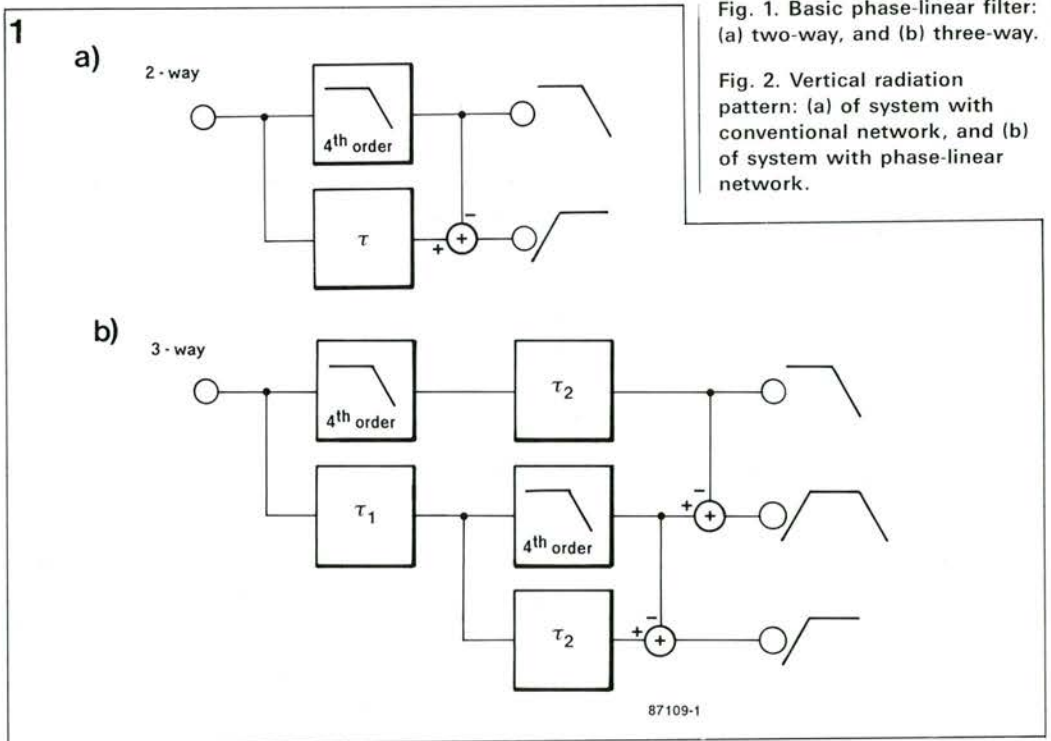 1
Fig. 1. Basic phase-linear filter:
(a) two-way, and (b) three-way.
Fig. 2. Vertical radiation
pattern: (a) of system with
conventional network, and (b)
of system with phase-linear
network.
a)
2 - way
4th order
τ
-
+
+
b)
3 - way
4th order
τ2
τ1
4th order
-
+
+
τ2
-
+
+
87109-1